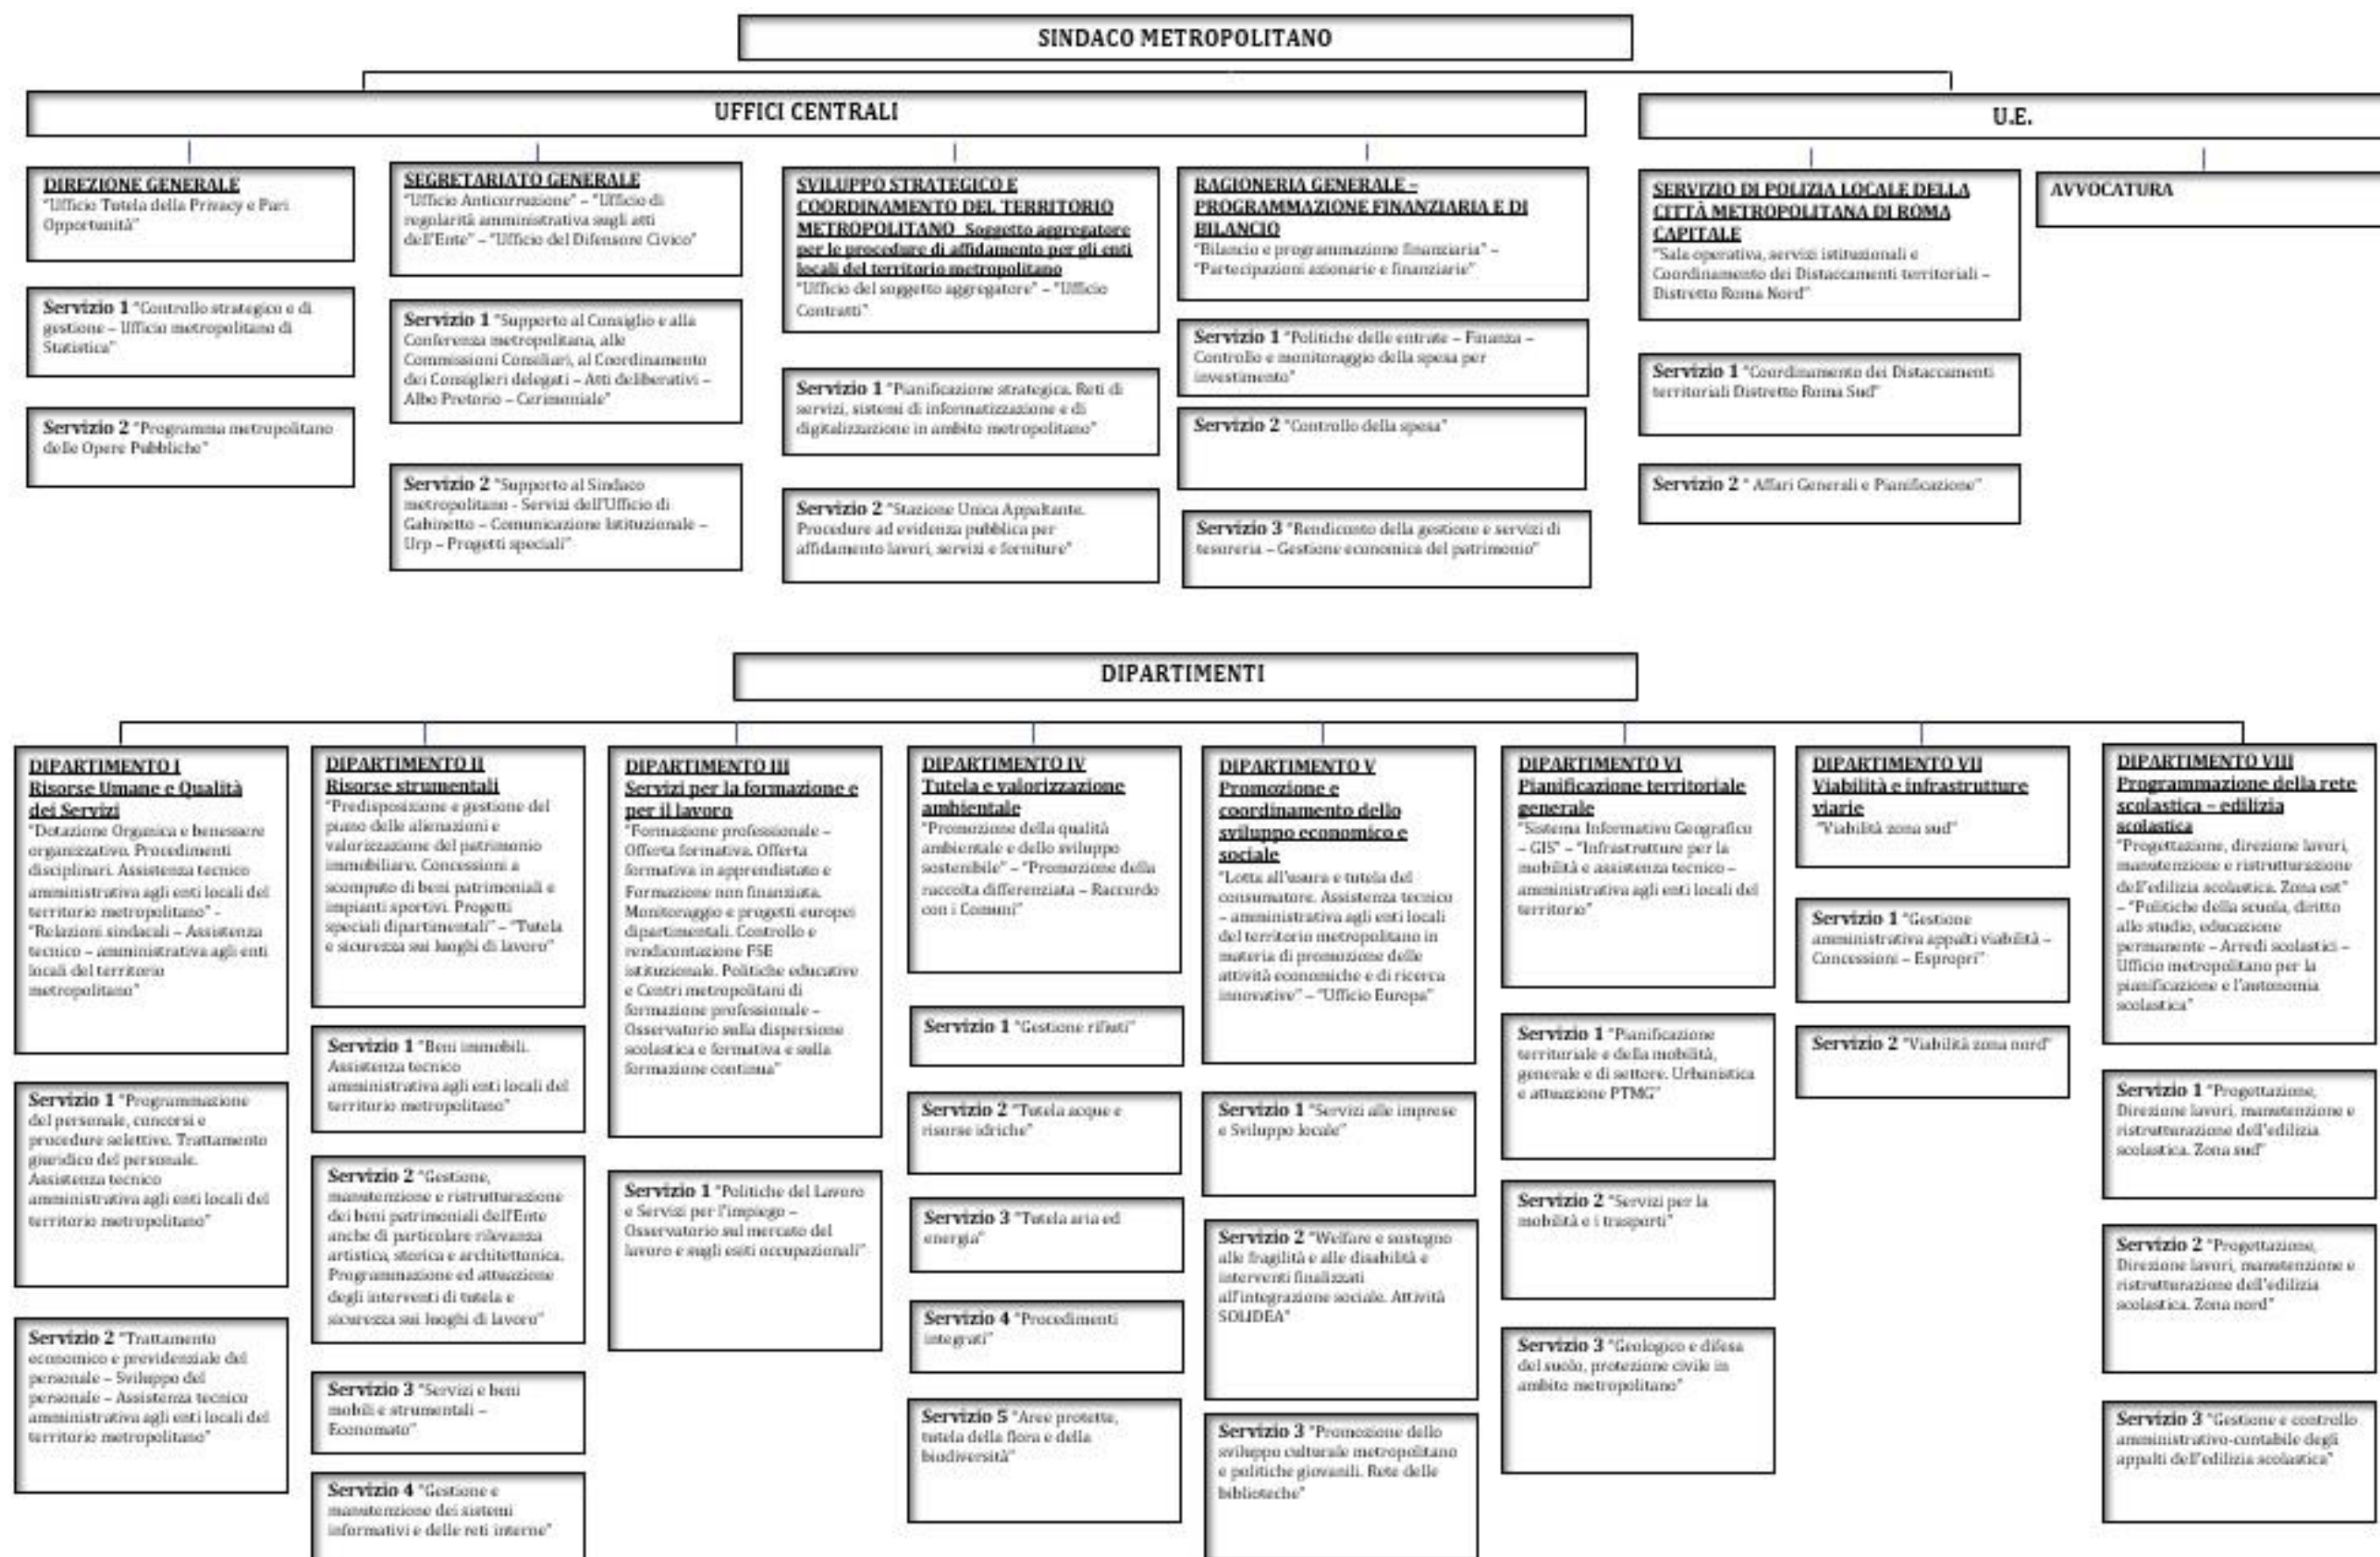 SINDACO METROPOLITANO
UFFICI CENTRALI
U.E.
DIREZIONE GENERALE
"Ufficio Tutela della Privacy e Pari
Opportunità"
Servizio 1 "Controllo strategico e di
gestione – Ufficio metropolitano di
Statistica"
Servizio 2 "Programma metropolitano
delle Opere Pubbliche"
SEGRETARIATO GENERALE
"Ufficio Anticorruzione" – "Ufficio di
regolarità amministrativa sugli atti
dell'Ente" – "Ufficio del Difensore Civico"
Servizio 1 "Supporto al Consiglio e alla
Conferenza metropolitana, alle
Commissioni Consiliari, al Coordinamento
dei Consiglieri delegati – Atti deliberativi –
Albo Pretorio – Cerimoniale"
Servizio 2 "Supporto al Sindaco
metropolitano - Servizi dell'Ufficio di
Gabinetto – Comunicazione Istituzionale –
Urp – Progetti speciali"
SVILUPPO STRATEGICO E
COORDINAMENTO DEL TERRITORIO
METROPOLITANO Soggetto aggregatore
per le procedure di affidamento per gli enti
locali del territorio metropolitano
"Ufficio del soggetto aggregatore" – "Ufficio
Contratti"
Servizio 1 "Pianificazione strategica. Reti di
servizi, sistemi di informatizzazione e di
digitalizzazione in ambito metropolitano"
Servizio 2 "Stazione Unica Appaltante.
Procedure ad evidenza pubblica per
affidamento lavori, servizi e forniture"
RAGIONERIA GENERALE –
PROGRAMMAZIONE FINANZIARIA E DI
BILANCIO
"Bilancio e programmazione finanziaria" –
"Partecipazioni azionarie e finanziarie"
Servizio 1 "Politiche delle entrate – Finanza –
Controllo e monitoraggio della spesa per
investimento"
Servizio 2 "Controllo della spesa"
Servizio 3 "Rendiconto della gestione e servizi di
tesoreria – Gestione economica del patrimonio"
SERVIZIO DI POLIZIA LOCALE DELLA
CITTÀ METROPOLITANA DI ROMA
CAPITALE
"Sala operativa, servizi istituzionali e
Coordinamento dei Distaccamenti territoriali –
Distretto Roma Nord"
Servizio 1 "Coordinamento dei Distaccamenti
territoriali Distretto Roma Sud"
Servizio 2 " Affari Generali e Pianificazione"
AVVOCATURA
DIPARTIMENTI
DIPARTIMENTO I
Risorse Umane e Qualità
dei Servizi
"Dotazione Organica e benessere
organizzativo. Procedimenti
disciplinari. Assistenza tecnico
amministrativa agli enti locali del
territorio metropolitano" -
"Relazioni sindacali – Assistenza
tecnico – amministrativa agli enti
locali del territorio
metropolitano"
Servizio 1 "Programmazione
del personale, concorsi e
procedure selettive. Trattamento
giuridico del personale.
Assistenza tecnico
amministrativa agli enti locali del
territorio metropolitano"
Servizio 2 "Trattamento
economico e previdenziale del
personale – Sviluppo del
personale – Assistenza tecnico
amministrativa agli enti locali del
territorio metropolitano"
DIPARTIMENTO II
Risorse strumentali
"Predisposizione e gestione del
piano delle alienazioni e
valorizzazione del patrimonio
immobiliare. Concessioni a
scomputo di beni patrimoniali e
impianti sportivi. Progetti
speciali dipartimentali" – "Tutela
e sicurezza sui luoghi di lavoro"
Servizio 1 "Beni immobili.
Assistenza tecnico
amministrativa agli enti locali del
territorio metropolitano"
Servizio 2 "Gestione,
manutenzione e ristrutturazione
dei beni patrimoniali dell'Ente
anche di particolare rilevanza
artistica, storica e architettonica.
Programmazione ed attuazione
degli interventi di tutela e
sicurezza sui luoghi di lavoro"
Servizio 3 "Servizi e beni
mobili e strumentali –
Economato"
Servizio 4 "Gestione e
manutenzione dei sistemi
informativi e delle reti interne"
DIPARTIMENTO III
Servizi per la formazione e
per il lavoro
"Formazione professionale –
Offerta formativa. Offerta
formativa in apprendistato e
Formazione non finanziata.
Monitoraggio e progetti europei
dipartimentali. Controllo e
rendicontazione FSE
istituzionale. Politiche educative
e Centri metropolitani di
formazione professionale –
Osservatorio sulla dispersione
scolastica e formativa e sulla
formazione continua"
Servizio 1 "Politiche del Lavoro
e Servizi per l'impiego –
Osservatorio sul mercato del
lavoro e sugli esiti occupazionali"
DIPARTIMENTO IV
Tutela e valorizzazione
ambientale
"Promozione della qualità
ambientale e dello sviluppo
sostenibile" – "Promozione della
raccolta differenziata – Raccordo
con i Comuni"
Servizio 1 "Gestione rifiuti"
Servizio 2 "Tutela acque e
risorse idriche"
Servizio 3 "Tutela aria ed
energia"
Servizio 4 "Procedimenti
integrati"
Servizio 5 "Aree protette,
tutela della flora e della
biodiversità"
DIPARTIMENTO V
Promozione e
coordinamento dello
sviluppo economico e
sociale
"Lotta all'usura e tutela del
consumatore. Assistenza tecnico
– amministrativa agli enti locali
del territorio metropolitano in
materia di promozione delle
attività economiche e di ricerca
innovative" – "Ufficio Europa"
Servizio 1 "Servizi alle imprese
e Sviluppo locale"
Servizio 2 "Welfare e sostegno
alle fragilità e alle disabilità e
interventi finalizzati
all'integrazione sociale. Attività
SOLIDEA"
Servizio 3 "Promozione dello
sviluppo culturale metropolitano
e politiche giovanili. Rete delle
biblioteche"
DIPARTIMENTO VI
Pianificazione territoriale
generale
"Sistema Informativo Geografico
– GIS" – "Infrastrutture per la
mobilità e assistenza tecnico –
amministrativa agli enti locali del
territorio"
Servizio 1 "Pianificazione
territoriale e della mobilità,
generale e di settore. Urbanistica
e attuazione PTMG"
Servizio 2 "Servizi per la
mobilità e i trasporti"
Servizio 3 "Geologico e difesa
del suolo, protezione civile in
ambito metropolitano"
DIPARTIMENTO VII
Viabilità e infrastrutture
viarie
"Viabilità zona sud"
Servizio 1 "Gestione
amministrativa appalti viabilità –
Concessioni – Espropri"
Servizio 2 "Viabilità zona nord"
DIPARTIMENTO VIII
Programmazione della rete
scolastica – edilizia
scolastica
"Progettazione, direzione lavori,
manutenzione e ristrutturazione
dell'edilizia scolastica. Zona est"
– "Politiche della scuola, diritto
allo studio, educazione
permanente – Arredi scolastici –
Ufficio metropolitano per la
pianificazione e l'autonomia
scolastica"
Servizio 1 "Progettazione,
Direzione lavori, manutenzione e
ristrutturazione dell'edilizia
scolastica. Zona sud"
Servizio 2 "Progettazione,
Direzione lavori, manutenzione e
ristrutturazione dell'edilizia
scolastica. Zona nord"
Servizio 3 "Gestione e controllo
amministrativo-contabile degli
appalti dell'edilizia scolastica"